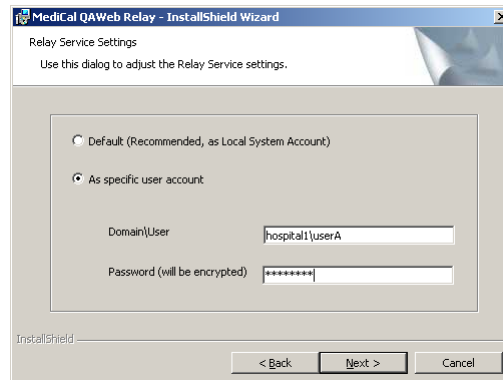 MediCal QAWeb Relay - InstallShield Wizard
Relay Service Settings
Use this dialog to adjust the Relay Service settings.
Default (Recommended, as Local System Account)
As specific user account
Domain\User
hospital1\userA
Password (will be encrypted)
********
InstallShield
< Back
Next >
Cancel